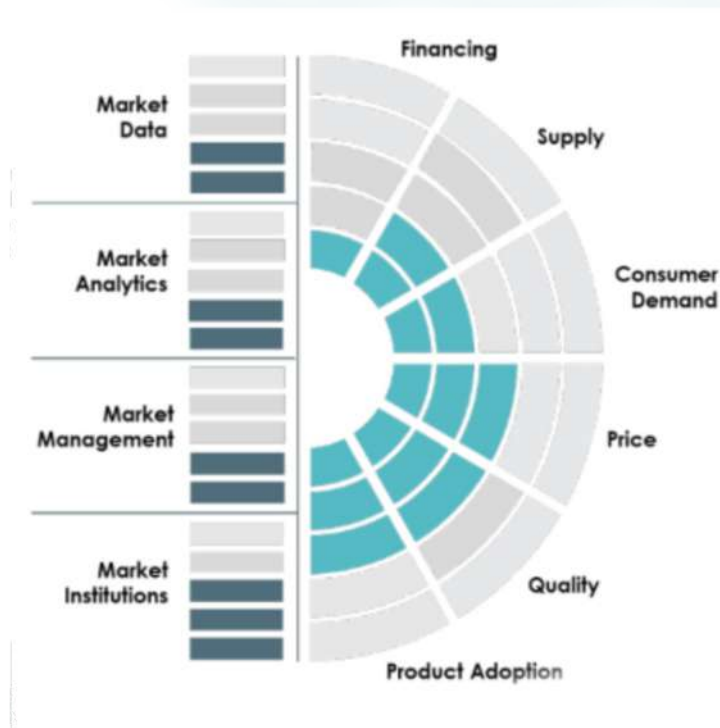 Financing
Market
Data
Supply
Market
Analytics
Consumer
Demand
Market
Management
Price
Market
Institutions
Quality
Product Adoption